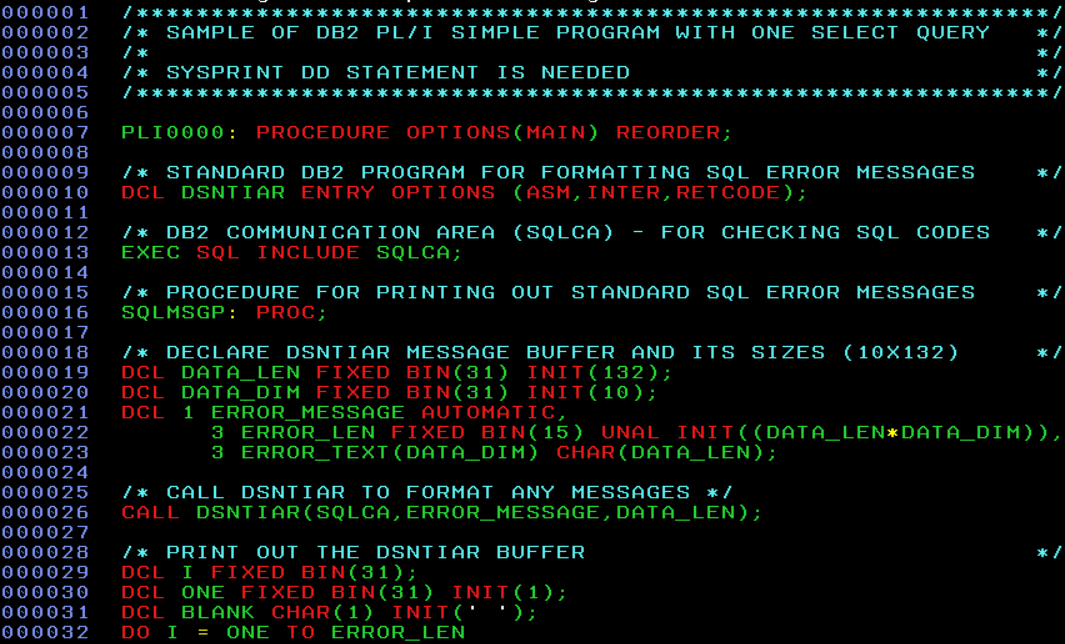 000001  /*************************************************************/
000002  /* SAMPLE OF DB2 PL/I SIMPLE PROGRAM WITH ONE SELECT QUERY   */
000003  /*                                                           */
000004  /* SYSPRINT DD STATEMENT IS NEEDED                           */
000005  /*************************************************************/
000006
000007  PLI0000: PROCEDURE OPTIONS(MAIN) REORDER;
000008
000009  /* STANDARD DB2 PROGRAM FOR FORMATTING SQL ERROR MESSAGES    */
000010  DCL DSNTIAR ENTRY OPTIONS (ASM,INTER,RETCODE);
000011
000012  /* DB2 COMMUNICATION AREA (SQLCA) - FOR CHECKING SQL CODES   */
000013  EXEC SQL INCLUDE SQLCA;
000014
000015  /* PROCEDURE FOR PRINTING OUT STANDARD SQL ERROR MESSAGES    */
000016  SQLMSGP: PROC;
000017
000018  /* DECLARE DSNTIAR MESSAGE BUFFER AND ITS SIZES (10X132)     */
000019  DCL DATA_LEN FIXED BIN(31) INIT(132);
000020  DCL DATA_DIM FIXED BIN(31) INIT(10);
000021  DCL 1 ERROR_MESSAGE AUTOMATIC,
000022        3 ERROR_LEN FIXED BIN(15) UNAL INIT((DATA_LEN*DATA_DIM)),
000023        3 ERROR_TEXT(DATA_DIM) CHAR(DATA_LEN);
000024
000025  /* CALL DSNTIAR TO FORMAT ANY MESSAGES */
000026  CALL DSNTIAR(SQLCA,ERROR_MESSAGE,DATA_LEN);
000027
000028  /* PRINT OUT THE DSNTIAR BUFFER                              */
000029  DCL I FIXED BIN(31);
000030  DCL ONE FIXED BIN(31) INIT(1);
000031  DCL BLANK CHAR(1) INIT(' ');
000032  DO I = ONE TO ERROR_LEN